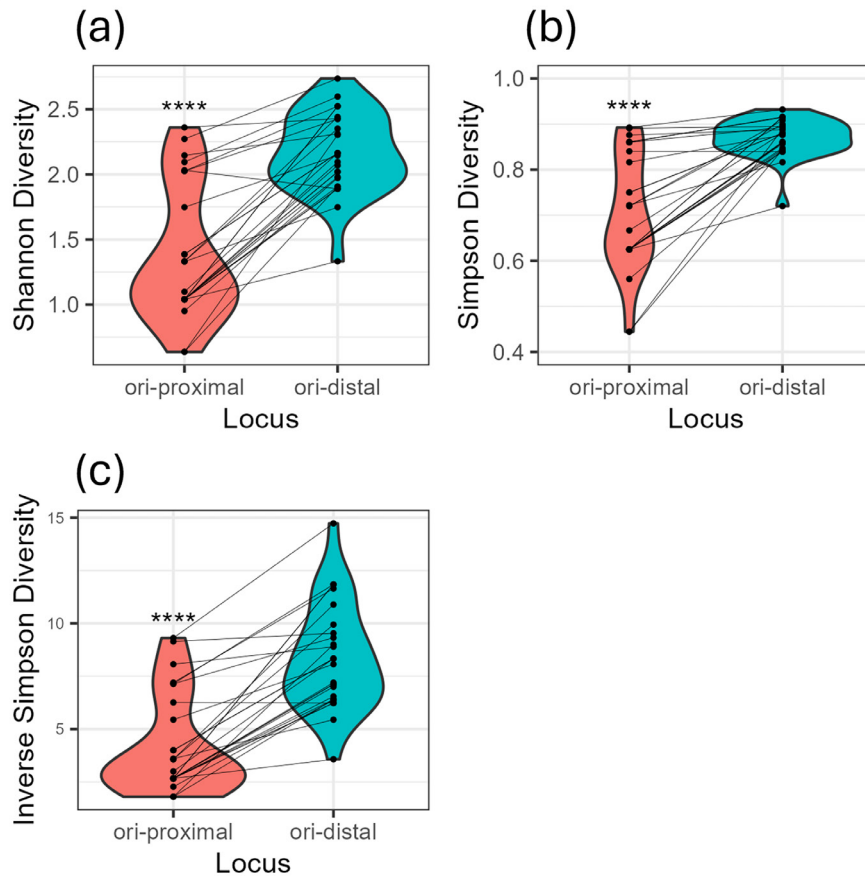 (a)
Shannon Diversity
2.5
2.0
1.5
1.0
****
ori-proximal ori-distal
Locus
(b)
Simpson Diversity
1.0
0.8
0.6
0.4
****
ori-proximal ori-distal
Locus
(c)
Inverse Simpson Diversity
15
10
5
****
ori-proximal ori-distal
Locus